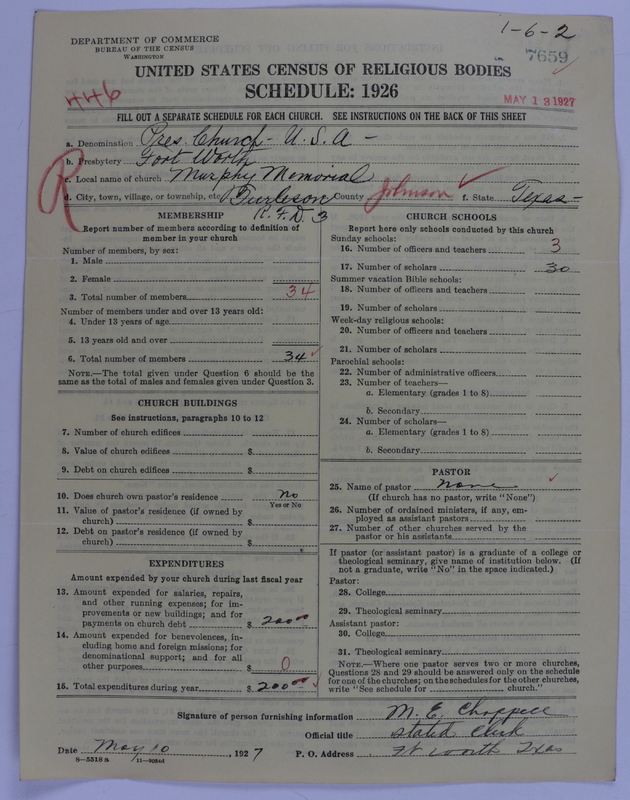 1-6-2
DEPARTMENT OF COMMERCE
BUREAU OF THE CENSUS
WASHINGTON
7659
UNITED STATES CENSUS OF RELIGIOUS BODIES
SCHEDULE: 1926
446
MAY 13 1927
FILL OUT A SEPARATE SCHEDULE FOR EACH CHURCH. SEE INSTRUCTIONS ON THE BACK OF THIS SHEET
a. Denomination Pres. Church - U. S. A -
b. Presbytery Fort Worth
c. Local name of church Murphy Memorial
R
d. City, town, village, or township, etc. Burleson County Johnson f. State Texas -
R. F. D. 3
MEMBERSHIP
Report number of members according to definition of
member in your church
Number of members, by sex:
1. Male
2. Female
3. Total number of members 34
Number of members under and over 13 years old:
4. Under 13 years of age
5. 13 years old and over
6. Total number of members 34
NOTE.—The total given under Question 6 should be
same as the total of males and females given under Question 3.
CHURCH BUILDINGS
See instructions, paragraphs 10 to 12
7. Number of church edifices
8. Value of church edifices $
9. Debt on church edifices $
10. Does church own pastor's residence No
Yes or No
11. Value of pastor's residence (if owned by
church) $
12. Debt on pastor's residence (if owned by
church) $
EXPENDITURES
Amount expended by your church during last fiscal year
13. Amount expended for salaries, repairs,
and other running expenses; for im-
provements or new buildings; and for
payments on church debt $ 200 00
14. Amount expended for benevolences, in-
cluding home and foreign missions; for
denominational support; and for all
other purposes $ 0
15. Total expenditures during year $ 200 00
CHURCH SCHOOLS
Report here only schools conducted by this church
Sunday schools:
16. Number of officers and teachers 3
17. Number of scholars 30
Summer vacation Bible schools:
18. Number of officers and teachers
19. Number of scholars
Week-day religious schools:
20. Number of officers and teachers
21. Number of scholars
Parochial schools:
22. Number of administrative officers
23. Number of teachers—
a. Elementary (grades 1 to 8)
b. Secondary
24. Number of scholars—
a. Elementary (grades 1 to 8)
b. Secondary
PASTOR
25. Name of pastor None
(If church has no pastor, write "None")
26. Number of ordained ministers, if any, em-
ployed as assistant pastors
27. Number of other churches served by the
pastor or his assistants
If pastor (or assistant pastor) is a graduate of a college or
theological seminary, give name of institution below. (If
not a graduate, write "No" in the space indicated.)
Pastor:
28. College
29. Theological seminary
Assistant pastor:
30. College
31. Theological seminary
NOTE.—Where one pastor serves two or more churches,
Questions 28 and 29 should be answered only on the schedule
for one of the churches; on the schedules for the other churches,
write "See schedule for church."
Signature of person furnishing information M. E. Chappell
Official title Stated Clerk
Date May 10, 1927 P. O. Address Ft Worth Texas
8—5318 a